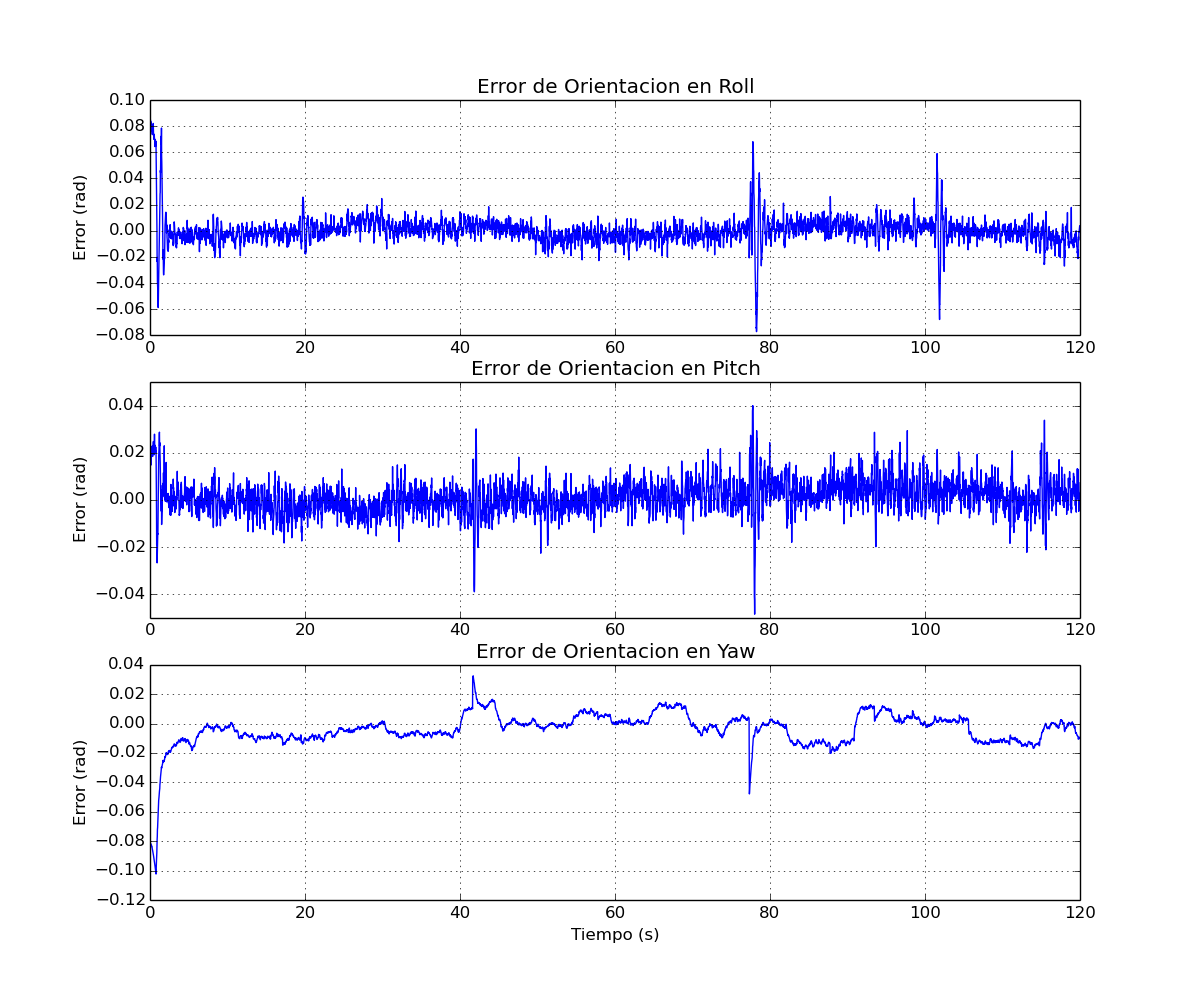 Error de Orientacion en Roll
0.10
0.08
0.06
0.04
0.02
0.00
−0.02
−0.04
−0.06
−0.08
Error (rad)
0 20 40 60 80 100 120
Error de Orientacion en Pitch
0.04
0.02
0.00
−0.02
−0.04
Error (rad)
0 20 40 60 80 100 120
Error de Orientacion en Yaw
0.04
0.02
0.00
−0.02
−0.04
−0.06
−0.08
−0.10
−0.12
Error (rad)
0 20 40 60 80 100 120
Tiempo (s)